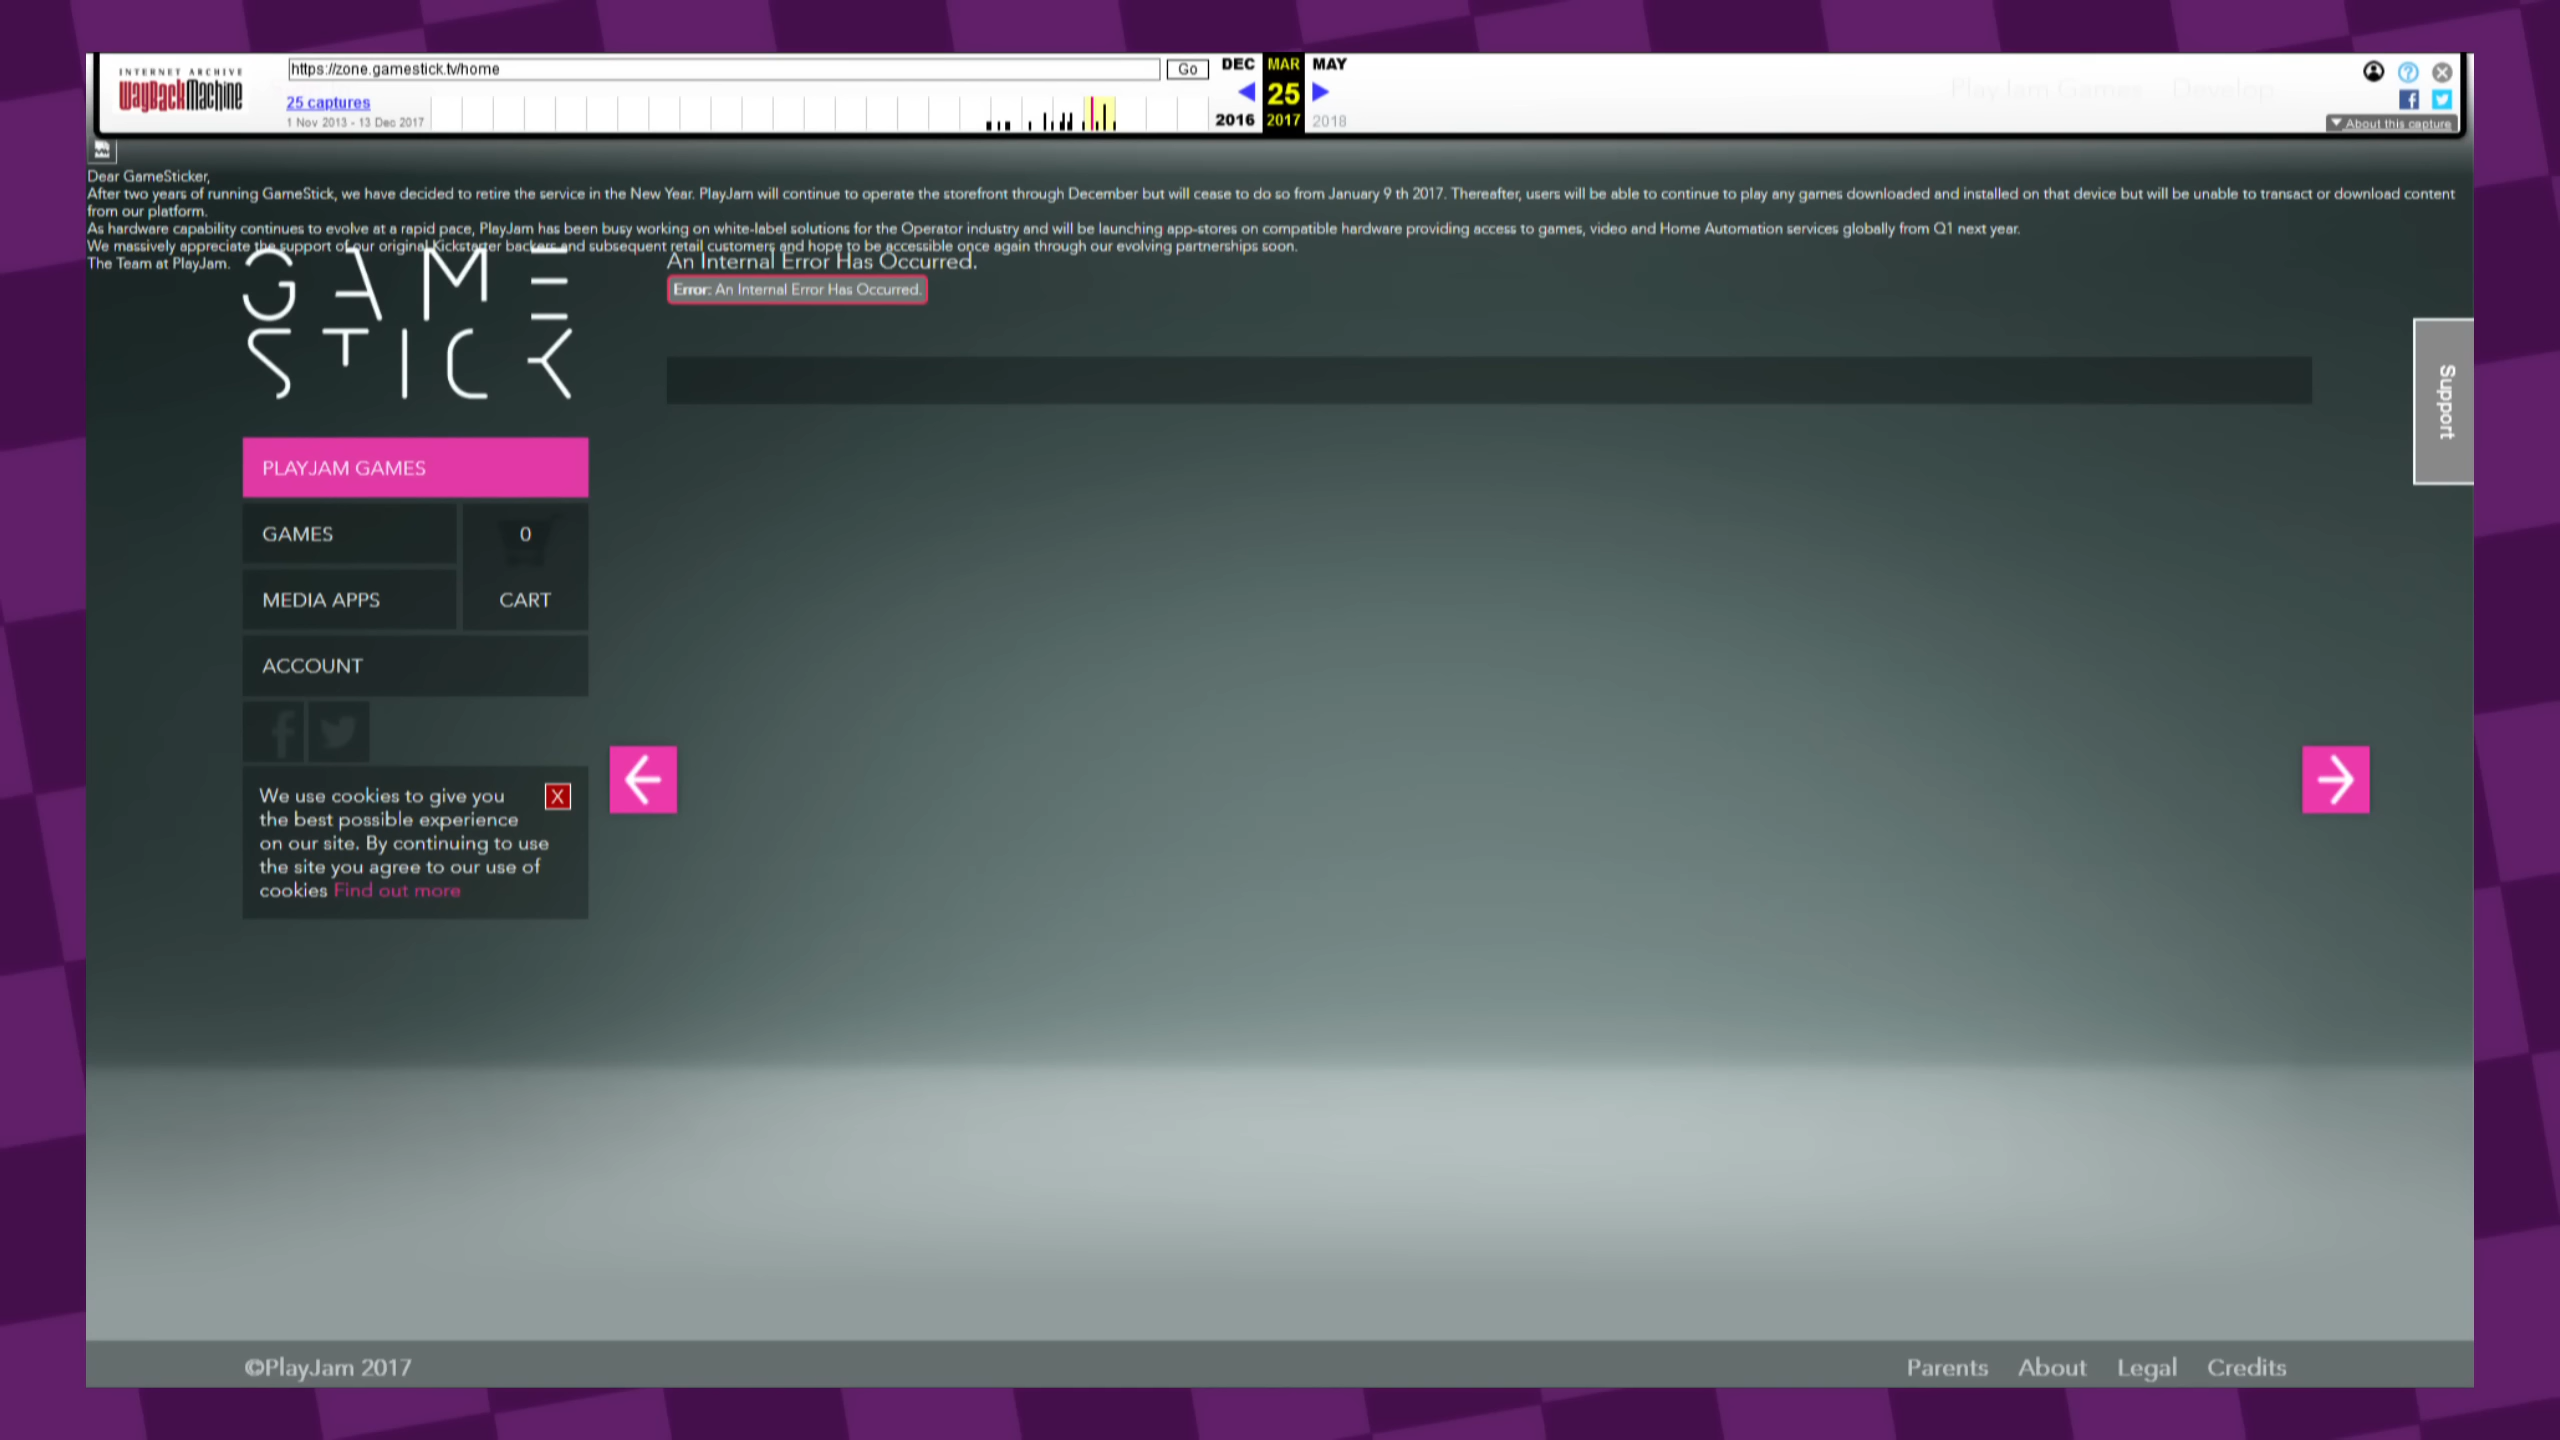 INTERNET ARCHIVE
WayBackMachine
https://zone.gamestick.tv/home
Go
DEC MAR MAY
25
2016 2017 2018
25 captures
1 Nov 2013 - 13 Dec 2017
PlayJam Games Develop
About this capture
Dear GameSticker,
After two years of running GameStick, we have decided to retire the service in the New Year. PlayJam will continue to operate the storefront through December but will cease to do so from January 9 th 2017. Thereafter, users will be able to continue to play any games downloaded and installed on that device but will be unable to transact or download content
from our platform.
As hardware capability continues to evolve at a rapid pace, PlayJam has been busy working on white-label solutions for the Operator industry and will be launching app-stores on compatible hardware providing access to games, video and Home Automation services globally from Q1 next year.
We massively appreciate the support of our original Kickstarter backers and subsequent retail customers and hope to be accessible once again through our evolving partnerships soon.
The Team at PlayJam.
GAME
STICK
An Internal Error Has Occurred.
Error: An Internal Error Has Occurred.
Support
PLAYJAM GAMES
GAMES
0
MEDIA APPS
CART
ACCOUNT
We use cookies to give you
X
the best possible experience
on our site. By continuing to use
the site you agree to our use of
cookies Find out more
©PlayJam 2017
Parents About Legal Credits